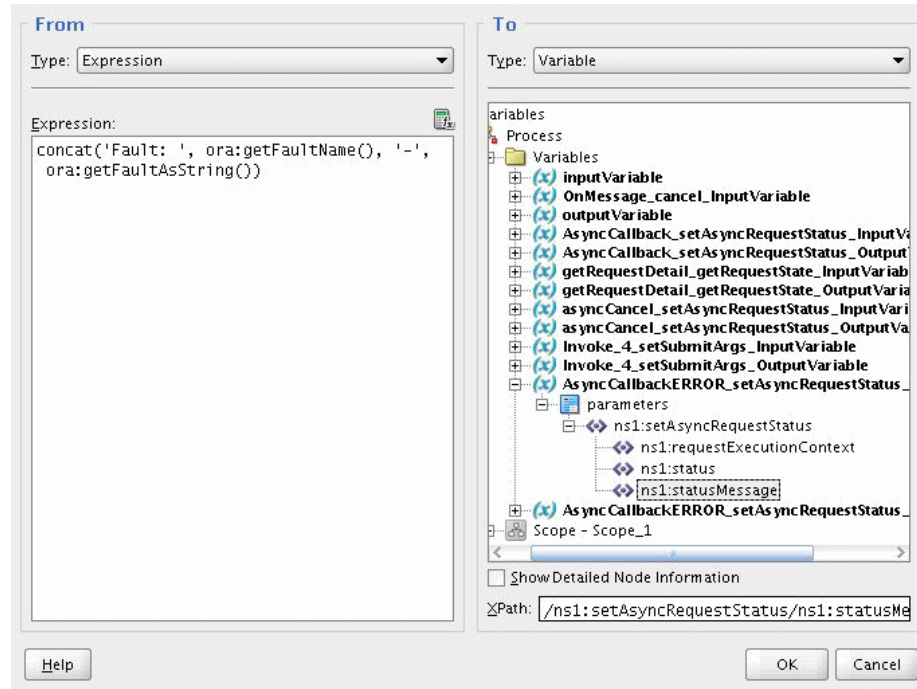 From
Type: Expression
Expression:
concat('Fault: ', ora:getFaultName(), '-',
ora:getFaultAsString())
To
Type: Variable
ariables
Process
Variables
inputVariable
OnMessage_cancel_InputVariable
outputVariable
AsyncCallback_setAsyncRequestStatus_InputVa
AsyncCallback_setAsyncRequestStatus_Output
getRequestDetail_getRequestState_InputVariab
getRequestDetail_getRequestState_OutputVaria
asyncCancel_setAsyncRequestStatus_InputVari
asyncCancel_setAsyncRequestStatus_OutputVa
Invoke_4_setSubmitArgs_InputVariable
Invoke_4_setSubmitArgs_OutputVariable
AsyncCallbackERROR_setAsyncRequestStatus_
parameters
ns1:setAsyncRequestStatus
ns1:requestExecutionContext
ns1:status
ns1:statusMessage
AsyncCallbackERROR_setAsyncRequestStatus_
Scope - Scope_1
Show Detailed Node Information
XPath: /ns1:setAsyncRequestStatus/ns1:statusMe
Help
OK
Cancel